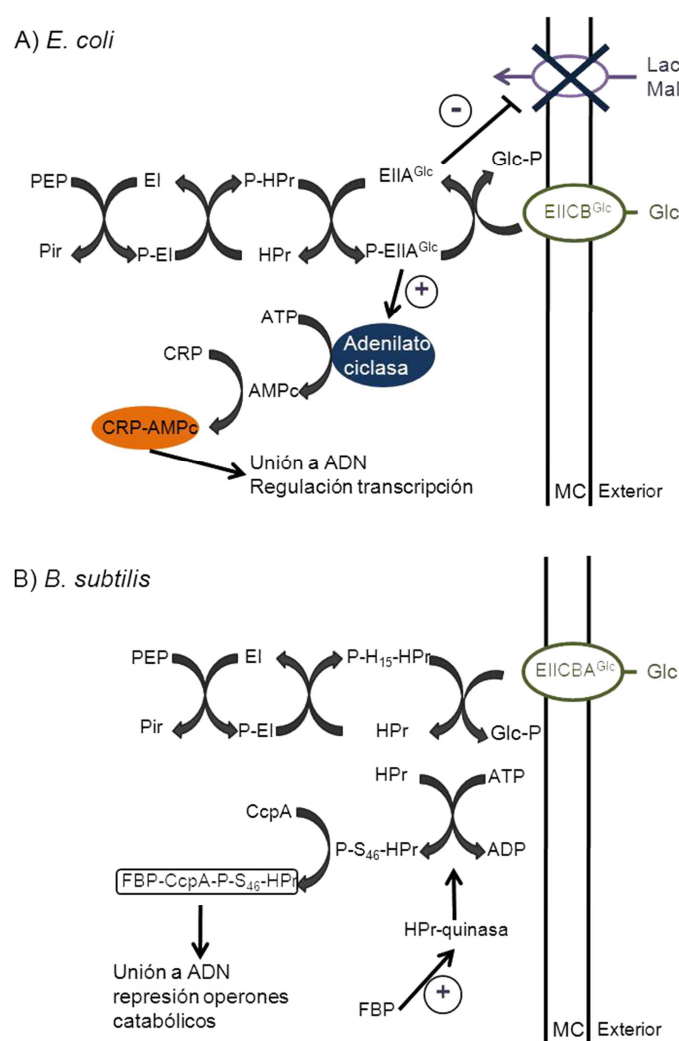 A) E. coli
Lac
Mal
-
Glc-P
PEP
EI
P-HPr
EIIA^Glc
EIICB^Glc
Glc
Pir
P-EI
HPr
P-EIIA^Glc
+
ATP
Adenilato
ciclasa
CRP
AMPc
CRP-AMPc
Unión a ADN
Regulación transcripción
MC
Exterior
B) B. subtilis
PEP
EI
P-H15-HPr
EIICBA^Glc
Glc
Pir
P-EI
HPr
Glc-P
HPr
ATP
CcpA
P-S46-HPr
ADP
FBP-CcpA-P-S46-HPr
HPr-quinasa
Unión a ADN
represión operones
catabólicos
FBP
+
MC
Exterior